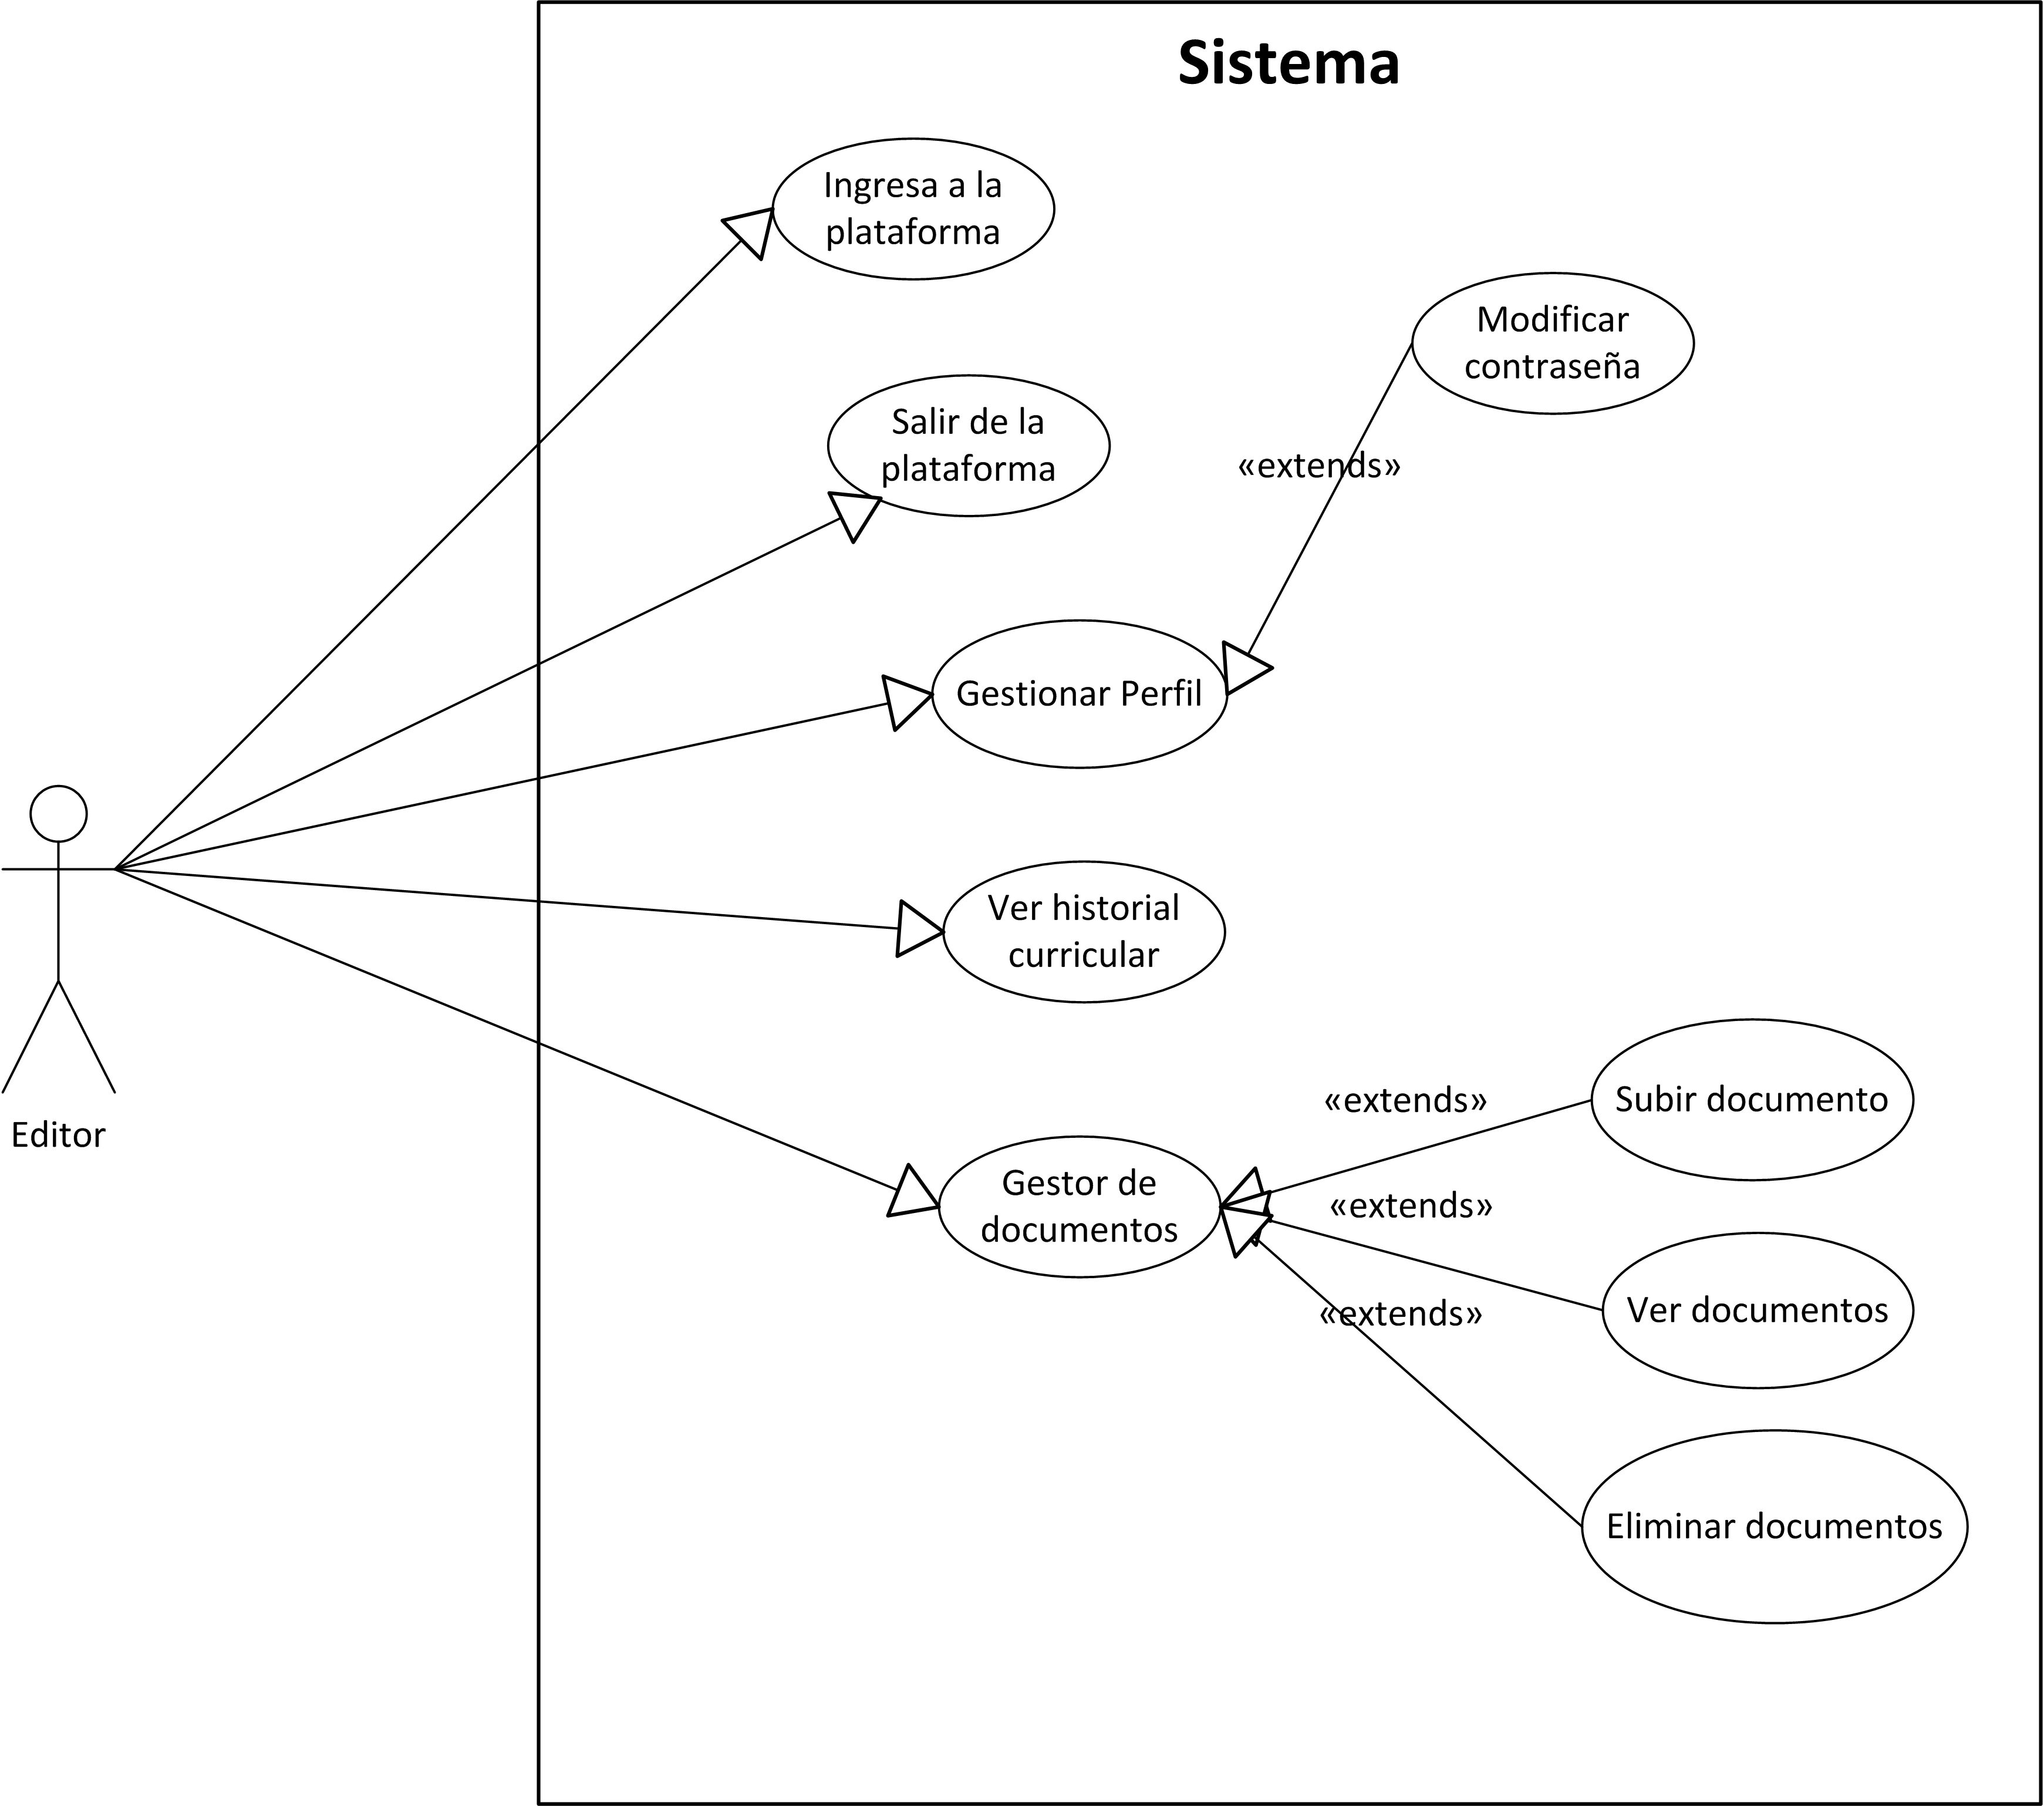 Sistema
Ingresa a la
plataforma
Modificar
contraseña
Salir de la
plataforma
«extends»
Gestionar Perfil
Ver historial
curricular
Editor
Subir documento
«extends»
Gestor de
documentos
«extends»
Ver documentos
«extends»
Eliminar documentos